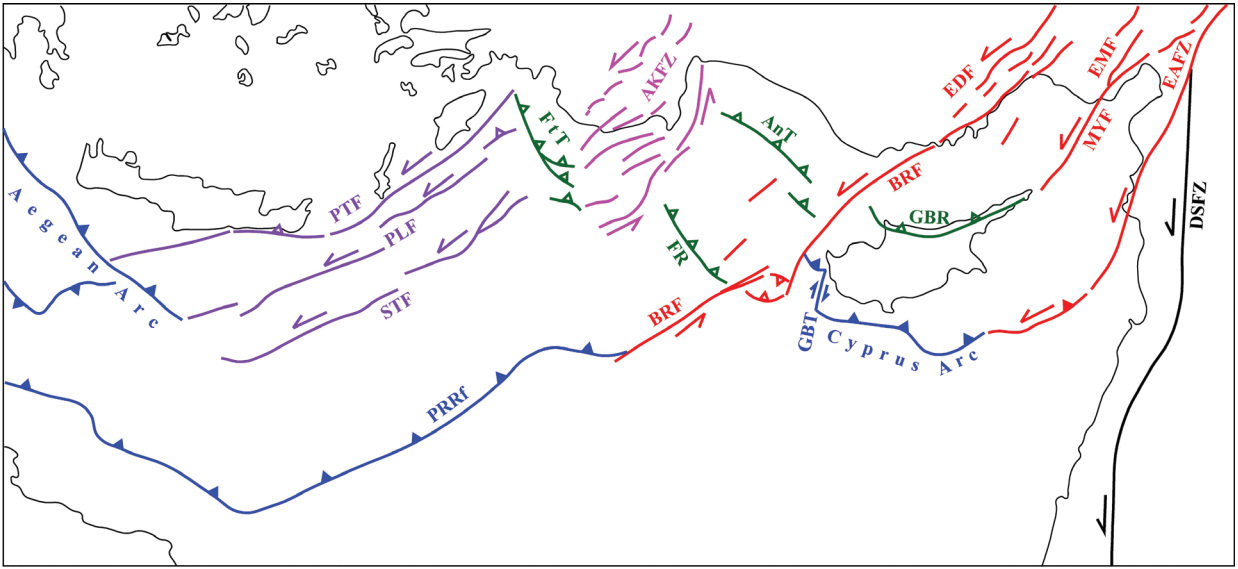 AKFZ
EDF
EMF
EAFZ
FtT
AnT
MYF
BRF
PTF
PLF
GBR
DSFZ
Aegean Arc
FR
STF
BRF
GBT
Cyprus Arc
PRRf